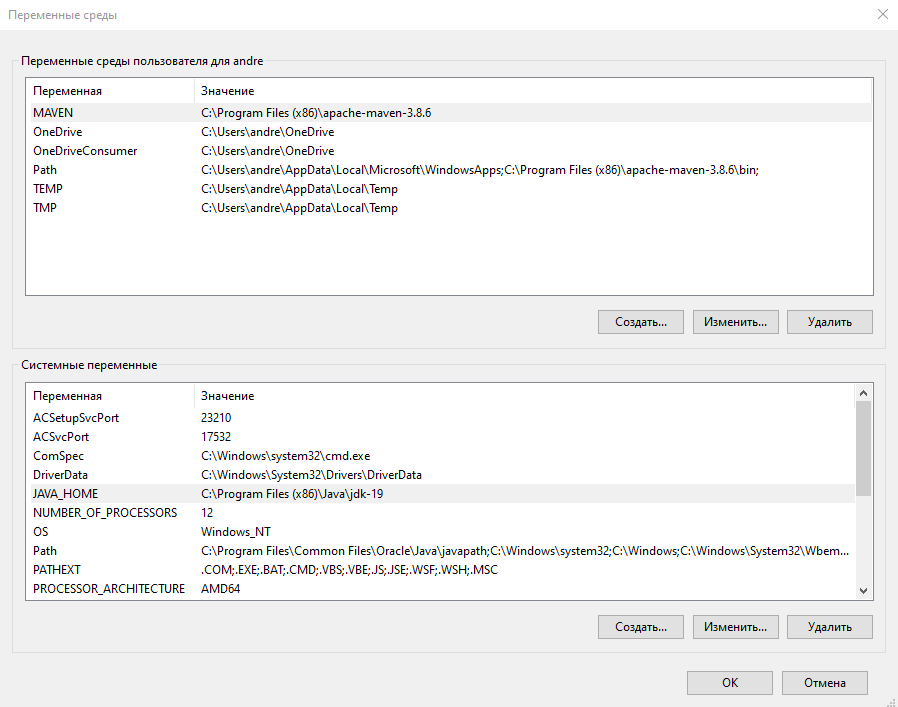 Переменные среды
Переменные среды пользователя для andre
Переменная Значение
MAVEN C:\Program Files (x86)\apache-maven-3.8.6
OneDrive C:\Users\andre\OneDrive
OneDriveConsumer C:\Users\andre\OneDrive
Path C:\Users\andre\AppData\Local\Microsoft\WindowsApps;C:\Program Files (x86)\apache-maven-3.8.6\bin;
TEMP C:\Users\andre\AppData\Local\Temp
TMP C:\Users\andre\AppData\Local\Temp
Создать... Изменить... Удалить
Системные переменные
Переменная Значение
ACSetupSvcPort 23210
ACSvcPort 17532
ComSpec C:\Windows\system32\cmd.exe
DriverData C:\Windows\System32\Drivers\DriverData
JAVA_HOME C:\Program Files (x86)\Java\jdk-19
NUMBER_OF_PROCESSORS 12
OS Windows_NT
Path C:\Program Files\Common Files\Oracle\Java\javapath;C:\Windows\system32;C:\Windows;C:\Windows\System32\Wbem...
PATHEXT .COM;.EXE;.BAT;.CMD;.VBS;.VBE;.JS;.JSE;.WSF;.WSH;.MSC
PROCESSOR_ARCHITECTURE AMD64
Создать... Изменить... Удалить
ОК Отмена